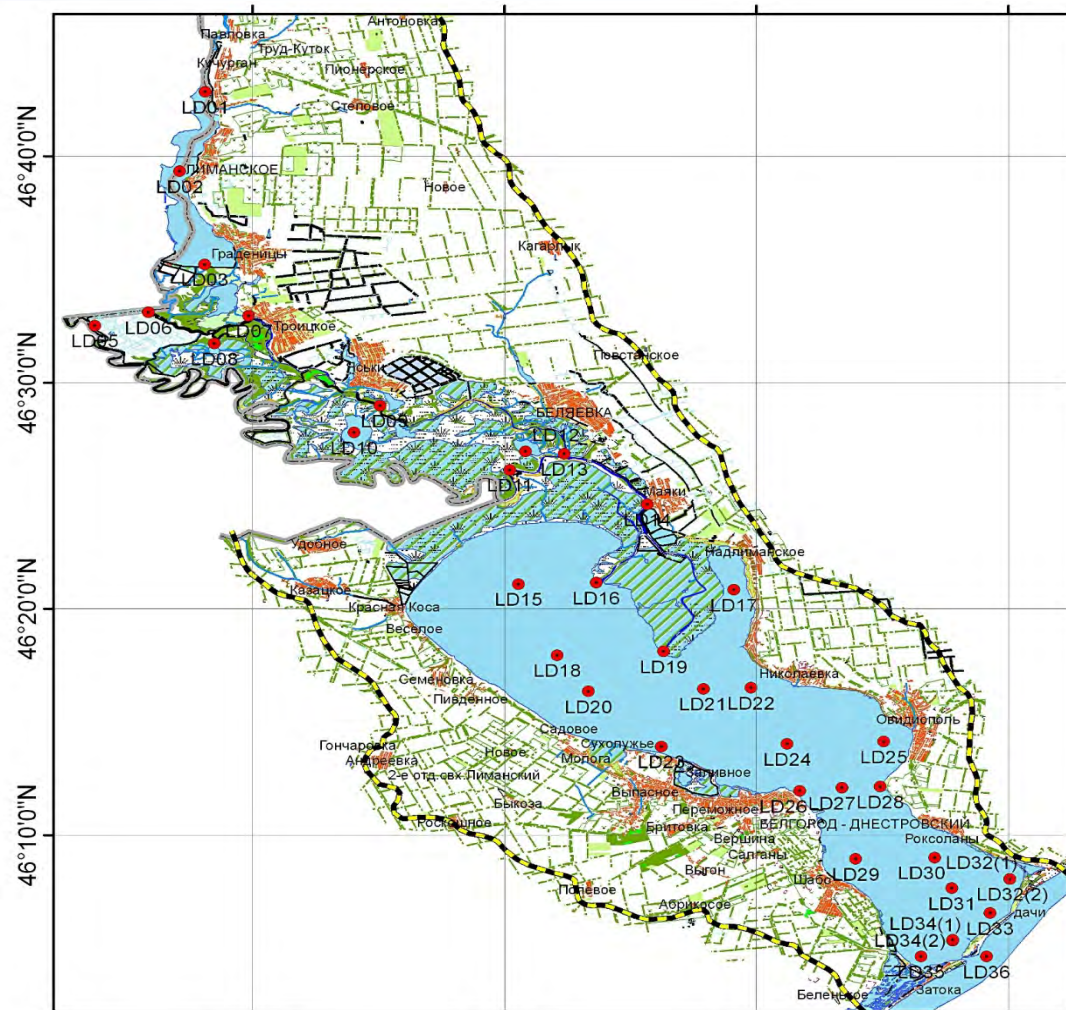 Антоновка
Павловка
Труд-Куток
Кучурган
Пионерское
LD01
Степовое
46°40'0"N
ЛИМАНСКОЕ
LD02
Новое
Кагарлык
Граденицы
LD03
LD06
LD07
LD05
Троицкое
LD08
Повстанское
Яськи
46°30'0"N
LD09
БЕЛЯЕВКА
LD10
LD12
LD13
LD11
Маяки
LD14
Удобное
Надлиманское
Казацкое
LD15
LD16
LD17
Красная Коса
46°20'0"N
Веселое
LD18
LD19
Семеновка
Николаевка
Пивденное
LD20
LD21
LD22
Овидиополь
Садовое
Гончаровка
Новое
Сухолужье
Молога
LD23
LD24
LD25
Андреевка
2-е отд.свх.Лиманский
Заливное
Выпасное
LD26
LD27
LD28
Быкоза
Переможное
Роскошное
Бритовка
БЕЛГОРОД - ДНЕСТРОВСКИЙ
46°10'0"N
Вершина
Роксоланы
Салганы
LD29
LD30
LD32(1)
Выгон
Шабо
LD31
LD32(2)
Полевое
Абрикосое
LD34(1)
LD33
дачи
LD34(2)
LD35
LD36
Беленькое
Затока